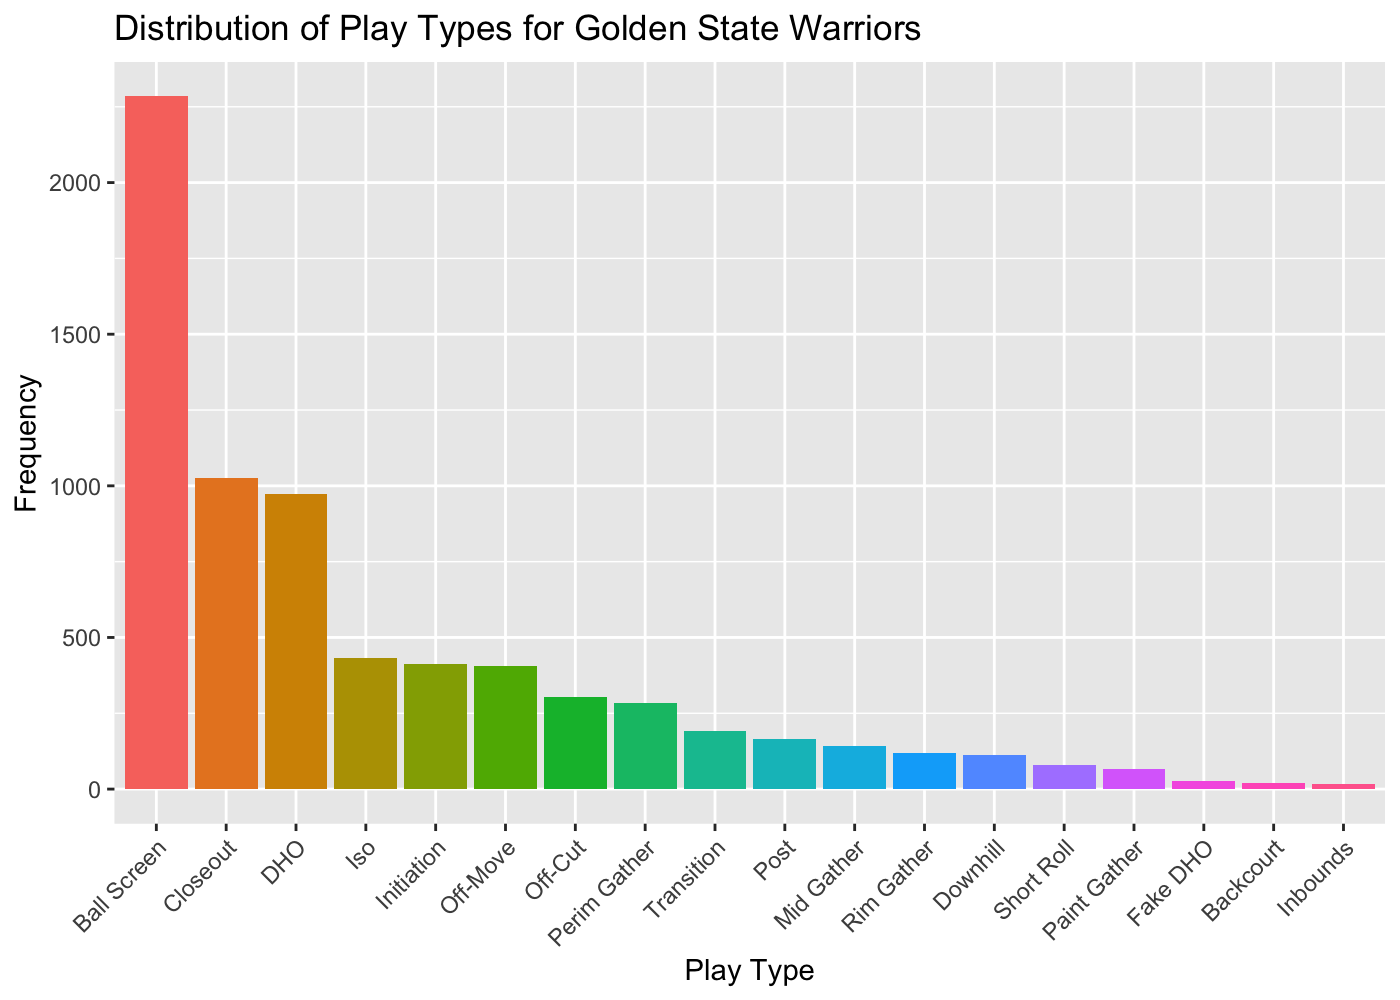 Distribution of Play Types for Golden State Warriors
Frequency
2000
1500
1000
500
0
Ball Screen
Closeout
DHO
Iso
Initiation
Off-Move
Off-Cut
Perim Gather
Transition
Post
Mid Gather
Rim Gather
Downhill
Short Roll
Paint Gather
Fake DHO
Backcourt
Inbounds
Play Type